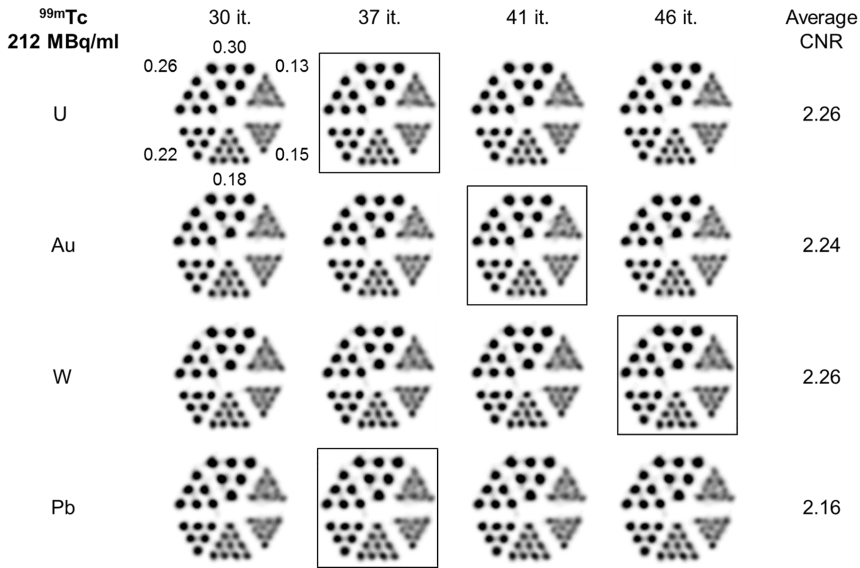 ⁹⁹ᵐTc 30 it. 37 it. 41 it. 46 it. Average
212 MBq/ml CNR
0.30
0.26 0.13
U 2.26
0.22 0.15
0.18
Au 2.24
W 2.26
Pb 2.16